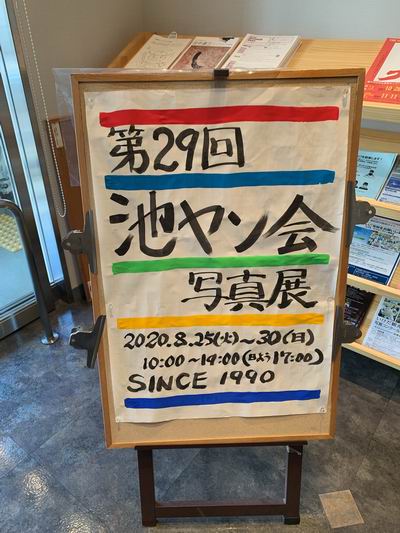 第29回
池ヤン会
写真展
2020.8.25(火)～30(日)
10:00～19:00(日よう17:00)
SINCE 1990